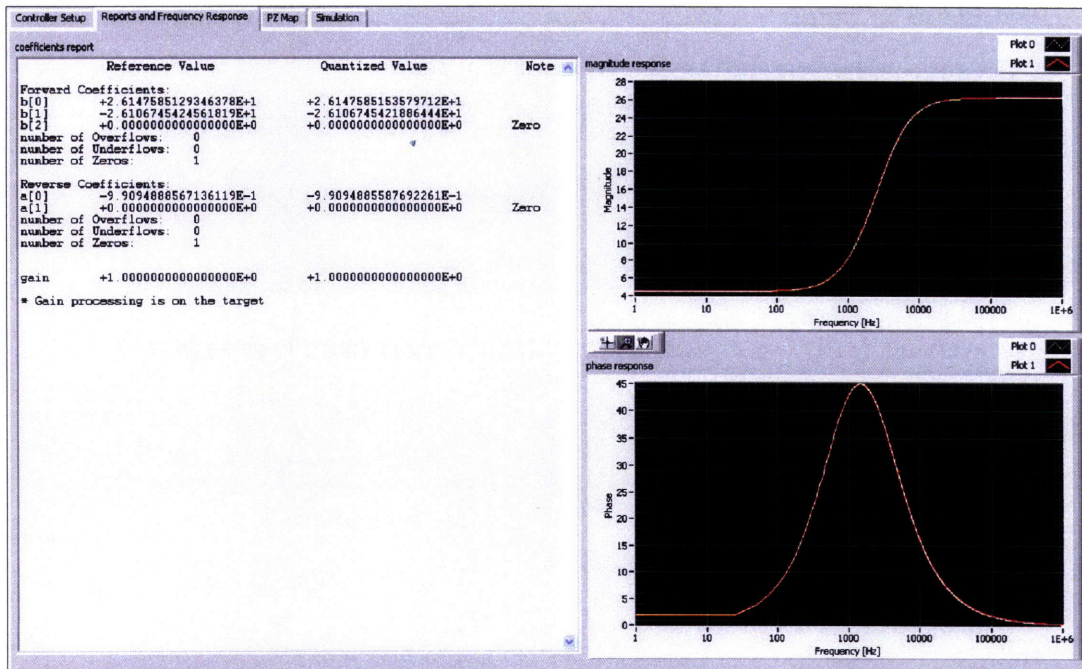 Controller Setup Reports and Frequency Response PZ Map Simulation
coefficients report
Reference Value Quantized Value Note
Forward Coefficients:
b[0] +2.6147585129346378E+1 +2.6147585153579712E+1
b[1] -2.6106745424561819E+1 -2.6106745421886444E+1
b[2] +0.0000000000000000E+0 +0.0000000000000000E+0 Zero
number of Overflows: 0
number of Underflows: 0
number of Zeros: 1
Reverse Coefficients:
a[0] -9.9094888567136119E-1 -9.9094885587692261E-1
a[1] +0.0000000000000000E+0 +0.0000000000000000E+0 Zero
number of Overflows: 0
number of Underflows: 0
number of Zeros: 1
gain +1.0000000000000000E+0 +1.0000000000000000E+0
* Gain processing is on the target
Plot 0
Plot 1
magnitude response
28
26
24
22
20
18
16
14
12
10
8
6
4
Magnitude
1 10 100 1000 10000 100000 1E+6
Frequency [Hz]
Plot 0
Plot 1
phase response
45
40
35
30
25
20
15
10
5
0
Phase
1 10 100 1000 10000 100000 1E+6
Frequency [Hz]